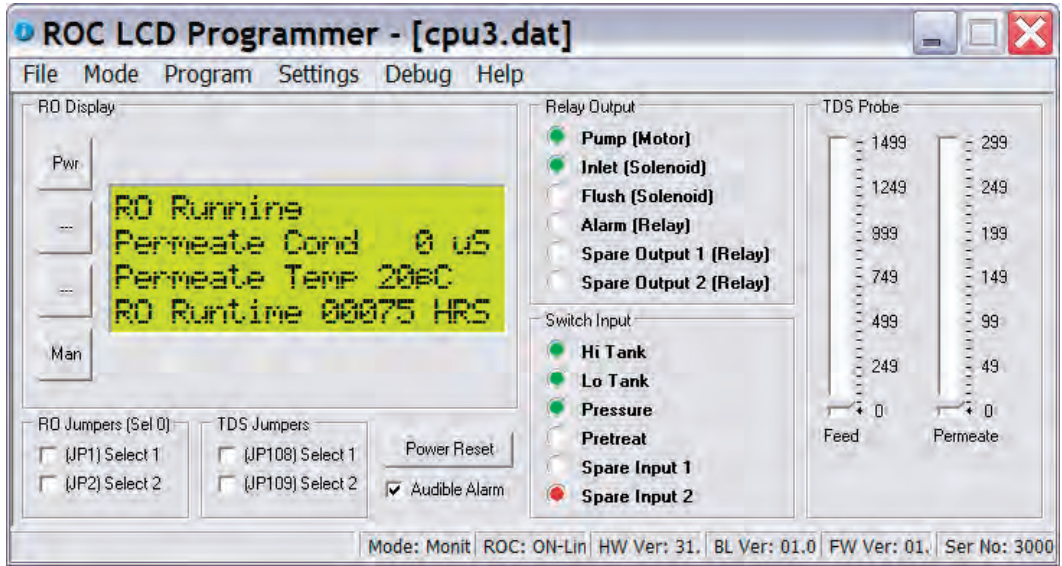 ROC LCD Programmer - [cpu3.dat]
File Mode Program Settings Debug Help
RO Display
Pwr
---
---
Man
RO Running
Permeate Cond 0 uS
Permeate Temp 20°C
RO Runtime 00075 HRS
RO Jumpers (Sel 0)
(JP1) Select 1
(JP2) Select 2
TDS Jumpers
(JP108) Select 1
(JP109) Select 2
Power Reset
Audible Alarm
Relay Output
Pump (Motor)
Inlet (Solenoid)
Flush (Solenoid)
Alarm (Relay)
Spare Output 1 (Relay)
Spare Output 2 (Relay)
Switch Input
Hi Tank
Lo Tank
Pressure
Pretreat
Spare Input 1
Spare Input 2
TDS Probe
1499
1249
999
749
499
249
0
Feed
299
249
199
149
99
49
0
Permeate
Mode: Monit ROC: ON-Lin HW Ver: 31. BL Ver: 01.0 FW Ver: 01. Ser No: 3000